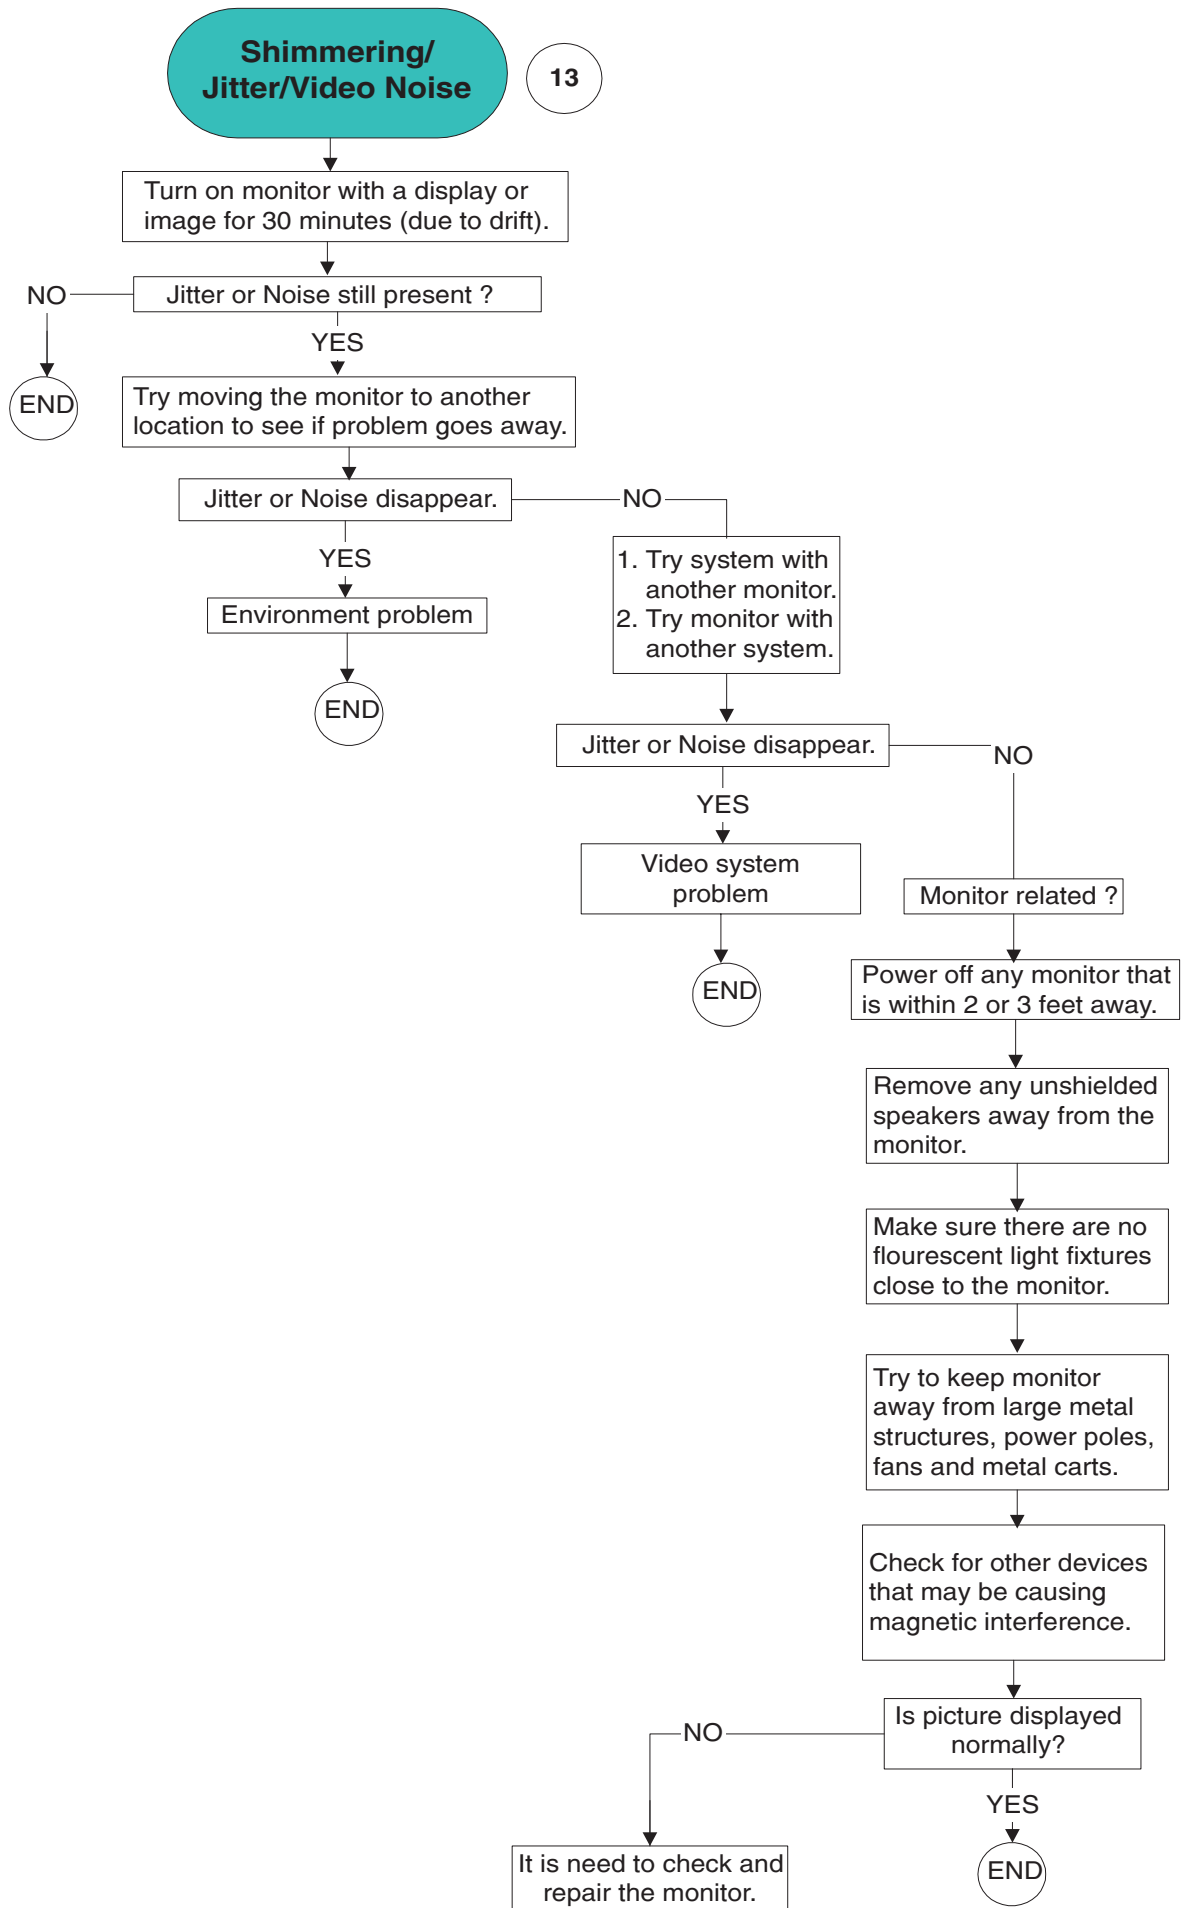 Shimmering/
Jitter/Video Noise
13
Turn on monitor with a display or
image for 30 minutes (due to drift).
NO
Jitter or Noise still present ?
YES
END
Try moving the monitor to another
location to see if problem goes away.
Jitter or Noise disappear.
NO
YES
Environment problem
END
1. Try system with
another monitor.
2. Try monitor with
another system.
Jitter or Noise disappear.
NO
YES
Video system
problem
END
Monitor related ?
Power off any monitor that
is within 2 or 3 feet away.
Remove any unshielded
speakers away from the
monitor.
Make sure there are no
flourescent light fixtures
close to the monitor.
Try to keep monitor
away from large metal
structures, power poles,
fans and metal carts.
Check for other devices
that may be causing
magnetic interference.
Is picture displayed
normally?
NO
YES
END
It is need to check and
repair the monitor.